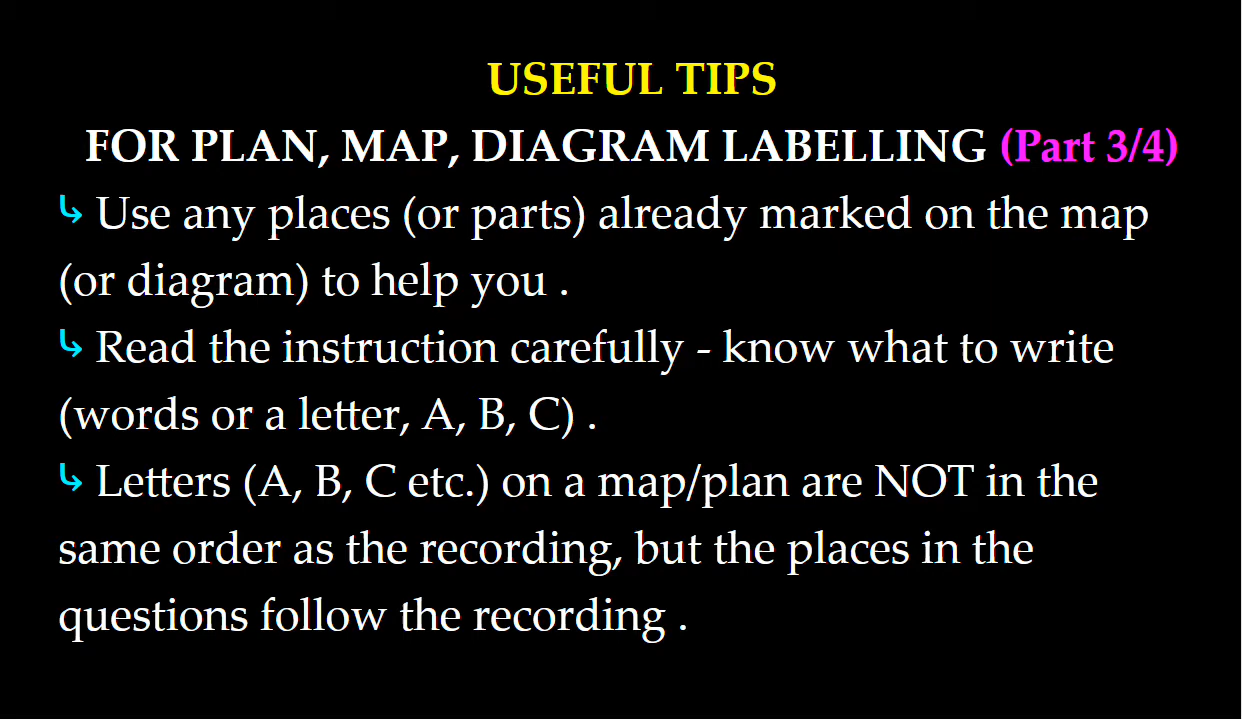 USEFUL TIPS
FOR PLAN, MAP, DIAGRAM LABELLING (Part 3/4)
⤷ Use any places (or parts) already marked on the map
(or diagram) to help you .
⤷ Read the instruction carefully - know what to write
(words or a letter, A, B, C) .
⤷ Letters (A, B, C etc.) on a map/plan are NOT in the
same order as the recording, but the places in the
questions follow the recording .